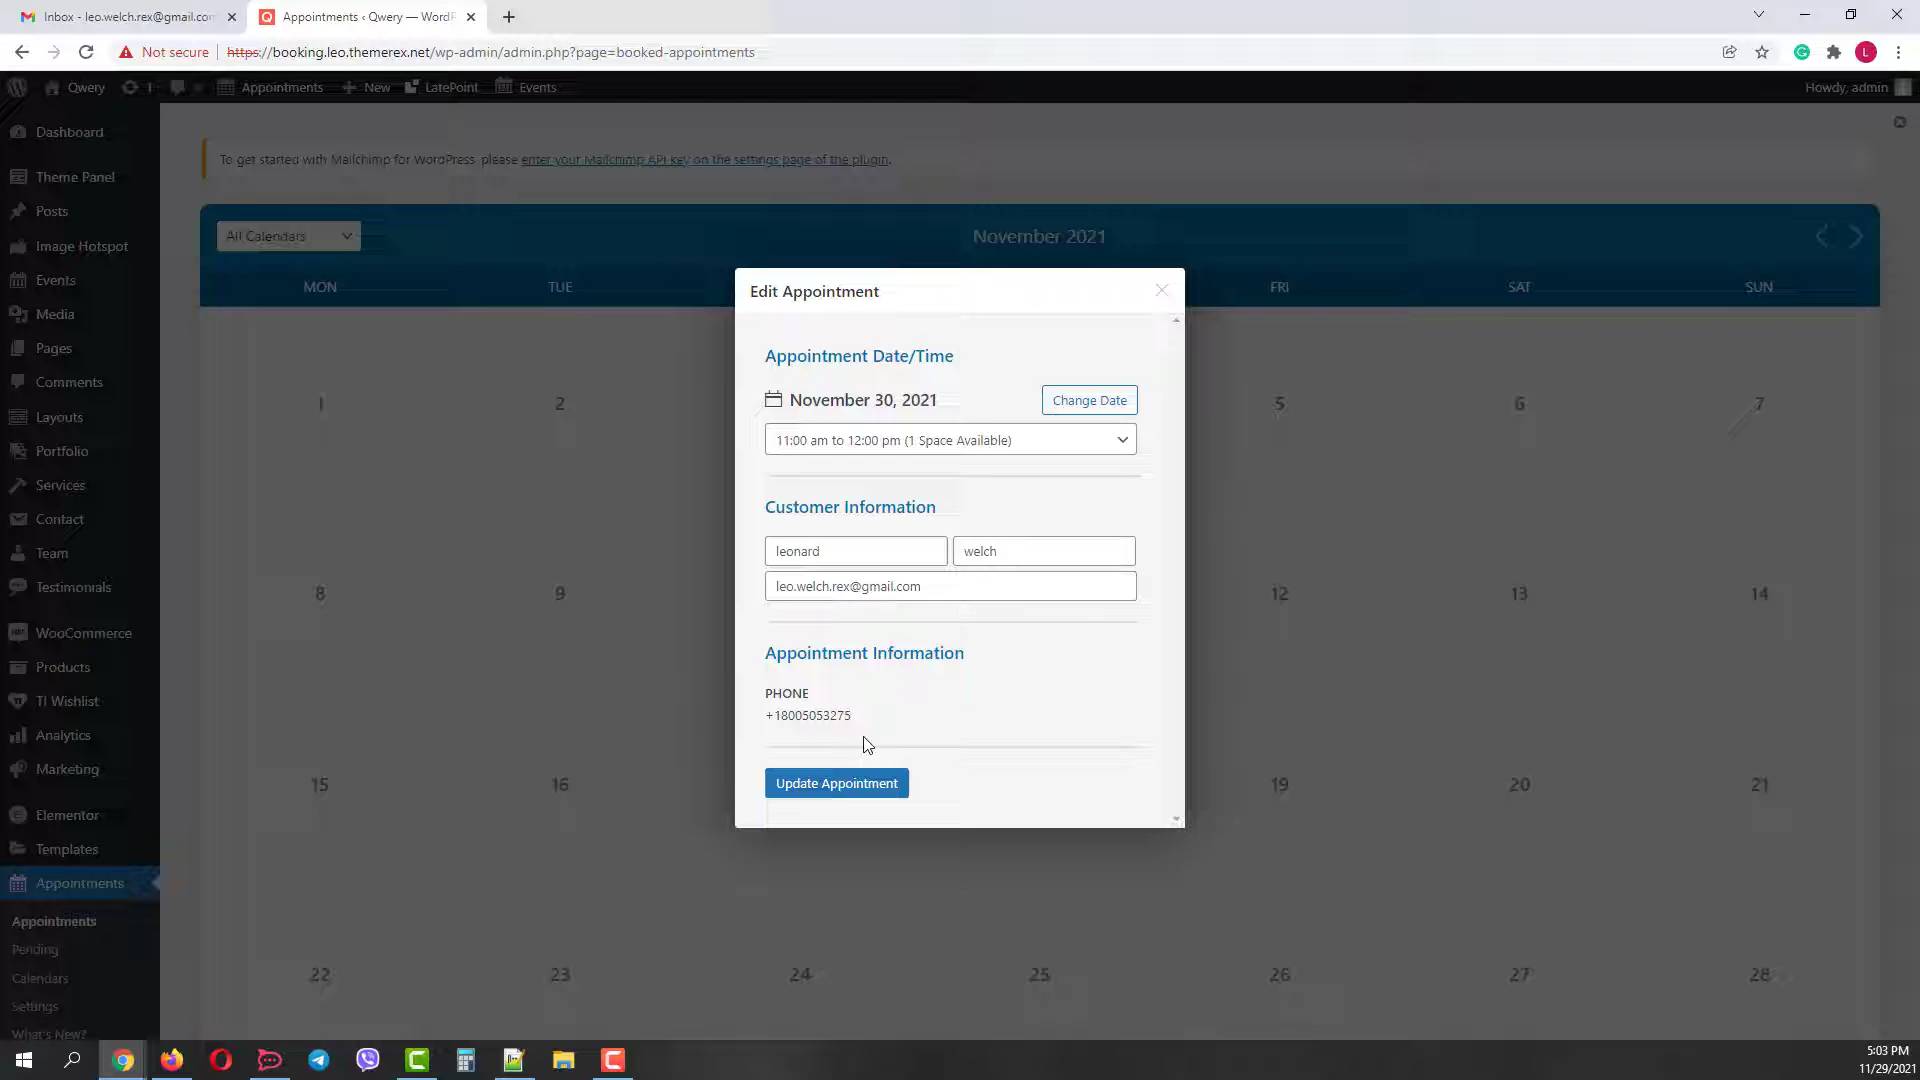 Inbox - leo.welch.rex@gmail.con
Appointments ‹ Qwery — WordP
Not secure
https://booking.leo.themerex.net/wp-admin/admin.php?page=booked-appointments
L
Qwery
1
Appointments
New
LatePoint
Events
Howdy, admin
Dashboard
Theme Panel
Posts
Image Hotspot
Events
Media
Pages
Comments
Layouts
Portfolio
Services
Contact
Team
Testimonials
WooCommerce
Products
TI Wishlist
Analytics
Marketing
Elementor
Templates
Appointments
Appointments
Pending
Calendars
Settings
What's New?
To get started with Mailchimp for WordPress please enter your Mailchimp API key on the settings page of the plugin.
All Calendars
November 2021
MON TUE FRI SAT SUN
1 2 5 6 7
8 9 12 13 14
15 16 19 20 21
22 23 24 25 26 27 28
Edit Appointment
Appointment Date/Time
November 30, 2021
Change Date
11:00 am to 12:00 pm (1 Space Available)
Customer Information
leonard
welch
leo.welch.rex@gmail.com
Appointment Information
PHONE
+18005053275
Update Appointment
5:03 PM
11/29/2021